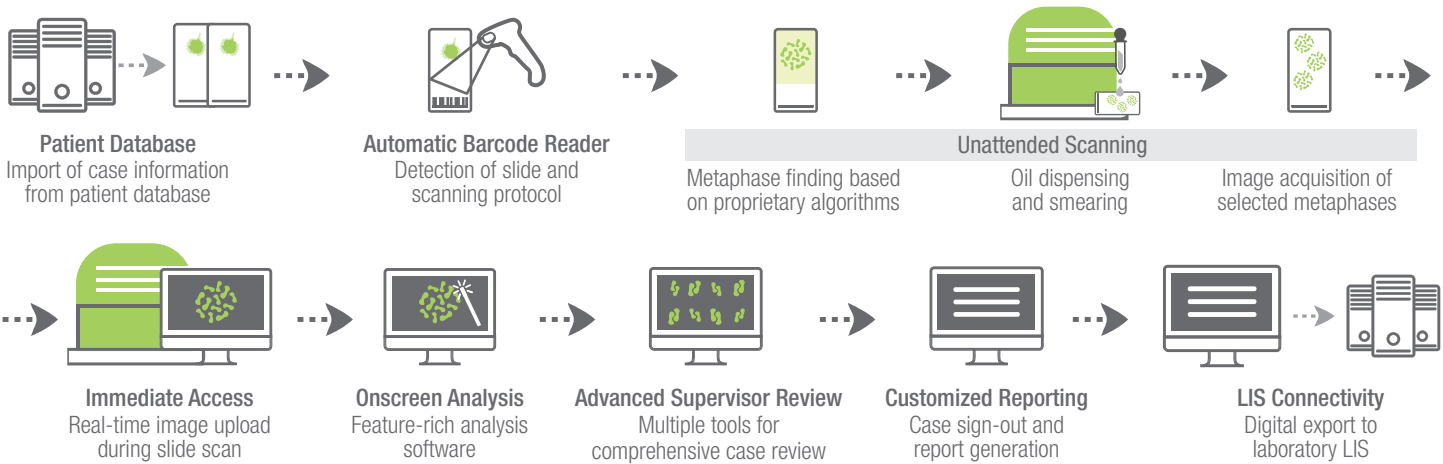 Patient Database
Import of case information
from patient database
Automatic Barcode Reader
Detection of slide and
scanning protocol
Unattended Scanning
Metaphase finding based
on proprietary algorithms
Oil dispensing
and smearing
Image acquisition of
selected metaphases
Immediate Access
Real-time image upload
during slide scan
Onscreen Analysis
Feature-rich analysis
software
Advanced Supervisor Review
Multiple tools for
comprehensive case review
Customized Reporting
Case sign-out and
report generation
LIS Connectivity
Digital export to
laboratory LIS